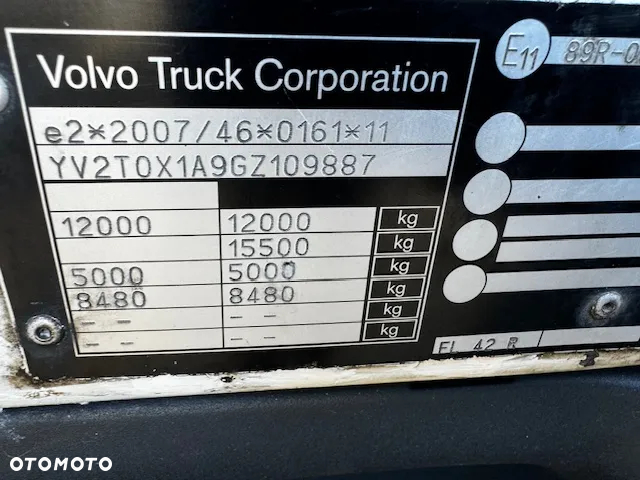 Volvo Truck Corporation
e2*2007/46*0161*11
YV2T0X1A9GZ109887
12000 12000 kg
15500 kg
5000 5000 kg
8480 8480 kg
- - - - kg
- - - - kg
E11 89R-0
FL 42 R
OTOMOTO